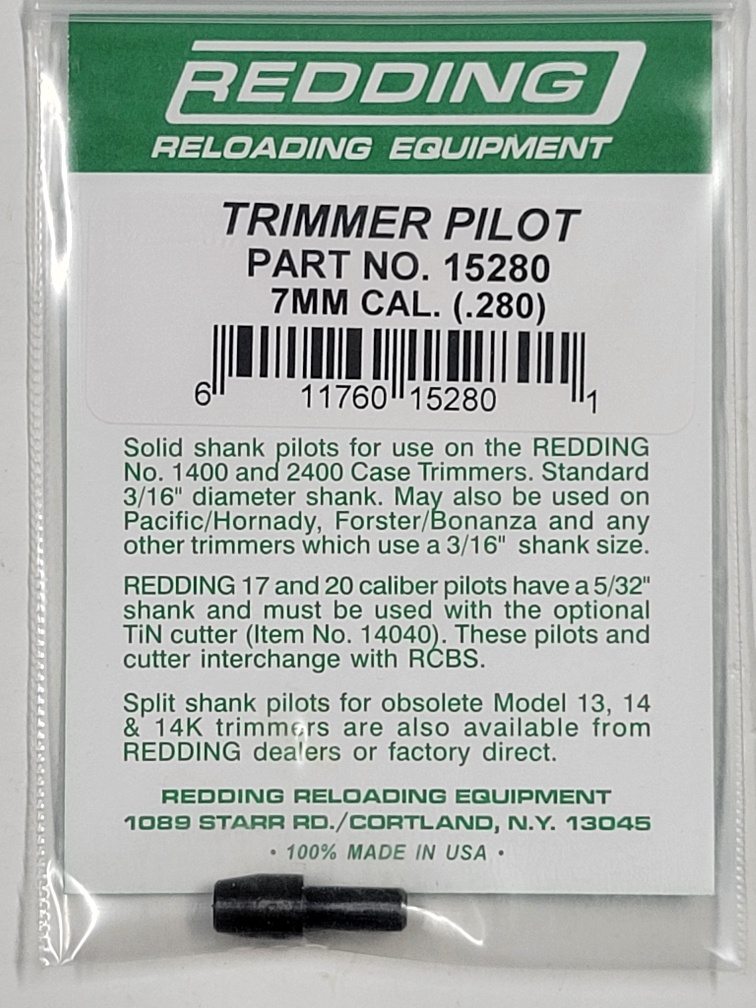 REDDING
RELOADING EQUIPMENT
TRIMMER PILOT
PART NO. 15280
7MM CAL. (.280)
6 11760 15280 1
Solid shank pilots for use on the REDDING
No. 1400 and 2400 Case Trimmers. Standard
3/16" diameter shank. May also be used on
Pacific/Hornady, Forster/Bonanza and any
other trimmers which use a 3/16" shank size.
REDDING 17 and 20 caliber pilots have a 5/32"
shank and must be used with the optional
TiN cutter (Item No. 14040). These pilots and
cutter interchange with RCBS.
Split shank pilots for obsolete Model 13, 14
& 14K trimmers are also available from
REDDING dealers or factory direct.
REDDING RELOADING EQUIPMENT
1089 STARR RD./CORTLAND, N.Y. 13045
• 100% MADE IN USA •